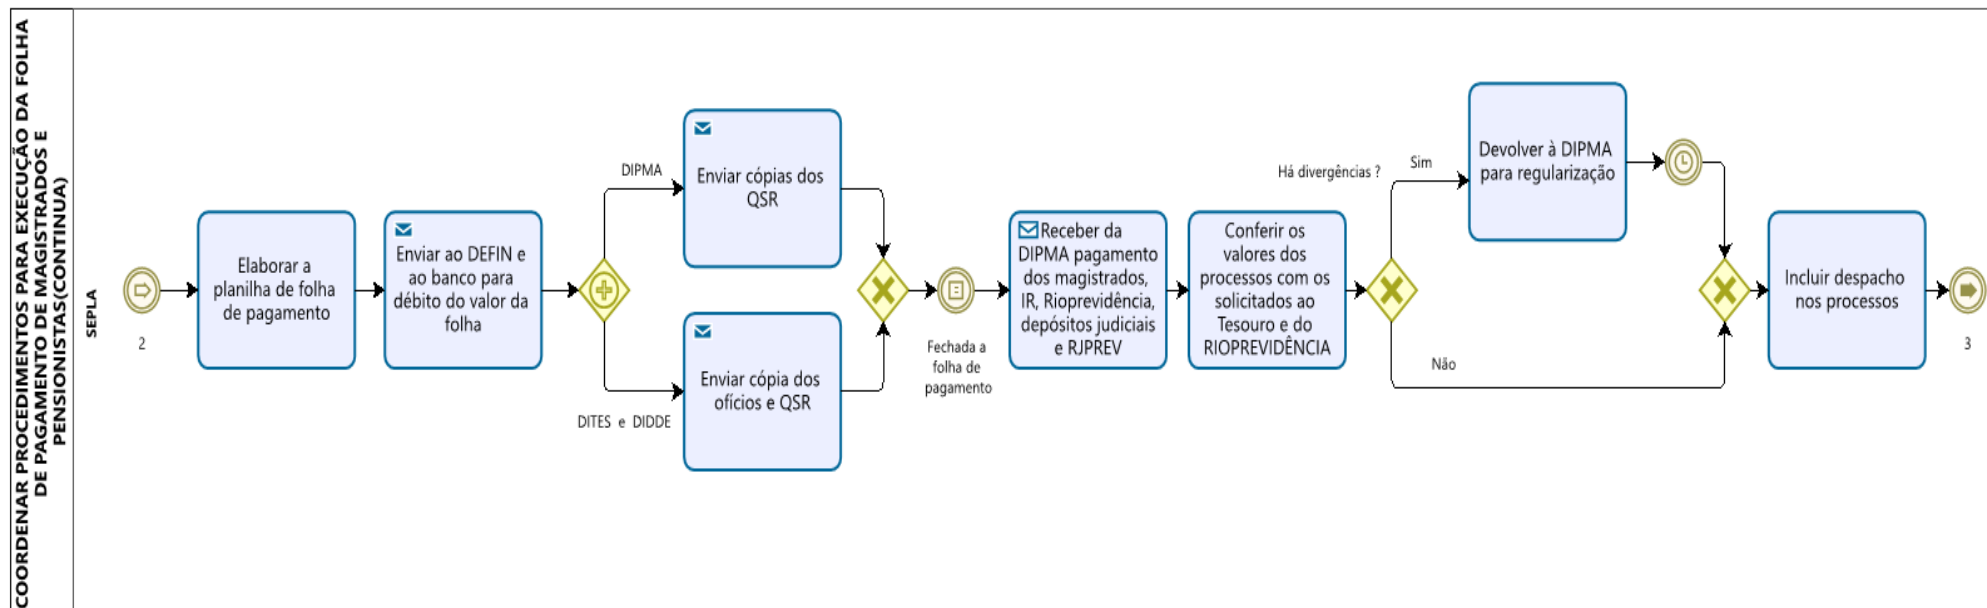 COORDENAR PROCEDIMENTOS PARA EXECUÇÃO DA FOLHA
DE PAGAMENTO DE MAGISTRADOS E
PENSIONISTAS(CONTINUA)
SEPLA
2
Elaborar a
planilha de folha
de pagamento
Enviar ao DEFIN e
ao banco para
débito do valor da
folha
DIPMA
Enviar cópias dos
QSR
DITES e DIDDE
Enviar cópia dos
ofícios e QSR
Fechada a
folha de
pagamento
Receber da
DIPMA pagamento
dos magistrados,
IR, Rioprevidência,
depósitos judiciais
e RJPREV
Conferir os
valores dos
processos com os
solicitados ao
Tesouro e do
RIOPREVIDÊNCIA
Há divergências ?
Sim
Devolver à DIPMA
para regularização
Não
Incluir despacho
nos processos
3